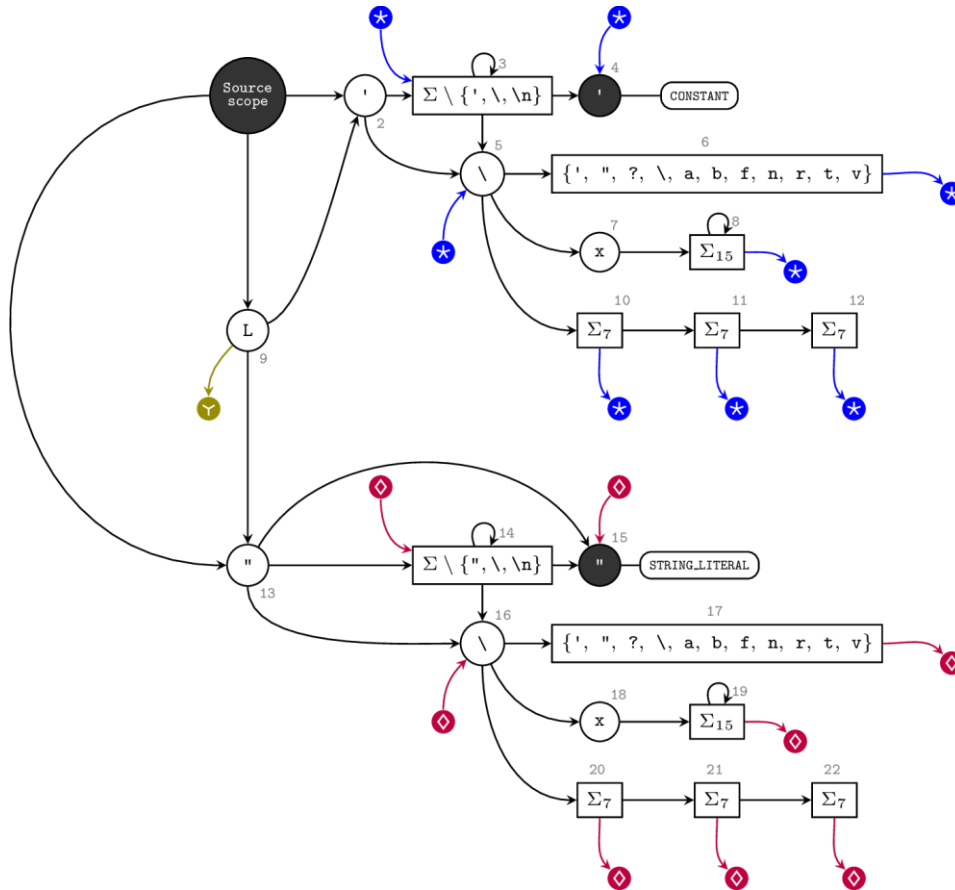 Source
scope
'
2
3
Σ \ {', \, \n}
4
'
CONSTANT
5
\
6
{', ", ?, \, a, b, f, n, r, t, v}
7
x
8
Σ₁₅
L
9
10
Σ₇
11
Σ₇
12
Σ₇
"
13
14
Σ \ {", \, \n}
15
"
STRING_LITERAL
16
\
17
{', ", ?, \, a, b, f, n, r, t, v}
18
x
19
Σ₁₅
20
Σ₇
21
Σ₇
22
Σ₇